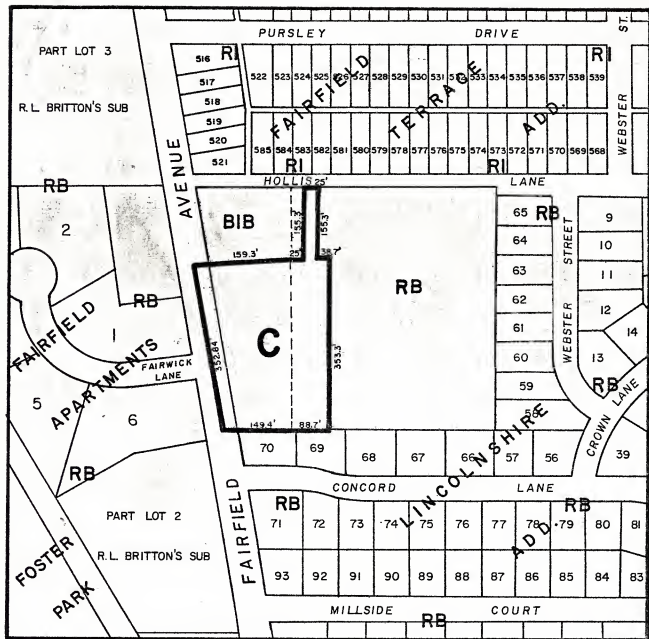 PURSLEY DRIVE
WEBSTER ST.
PART LOT 3
R.L. BRITTON'S SUB
516
517
518
519
520
521
RI
RI
522 523 524 525 526 527 528 529 530 531 533 534 535 536 537 538 539
FAIRFIELD TERRACE ADD.
585 584 583 582 581 580 579 578 577 576 575 574 573 572 571 570 569 568
RI
RI
HOLLIS 25' LANE
AVENUE
RB
2
BIB
155.3'
155.3'
159.3'
25'
38.7'
RB
C
352.84'
353.3'
149.4'
88.7'
RB
FAIRFIELD APARTMENTS
1
FAIRWICK
LANE
5
6
RB
65
64
63
62
61
60
59
58
RB
WEBSTER STREET
9
10
11
12
14
13
RB
CROWN LANE
39
70 69 68 67 66 57 56
LINCOLNSHIRE ADD.
CONCORD LANE
RB
RB
71 72 73 74 75 76 77 78 79 80 81
93 92 91 90 89 88 87 86 85 84 83
PART LOT 2
R.L. BRITTON'S SUB
FOSTER
PARK
FAIRFIELD
MILLSIDE COURT
RB